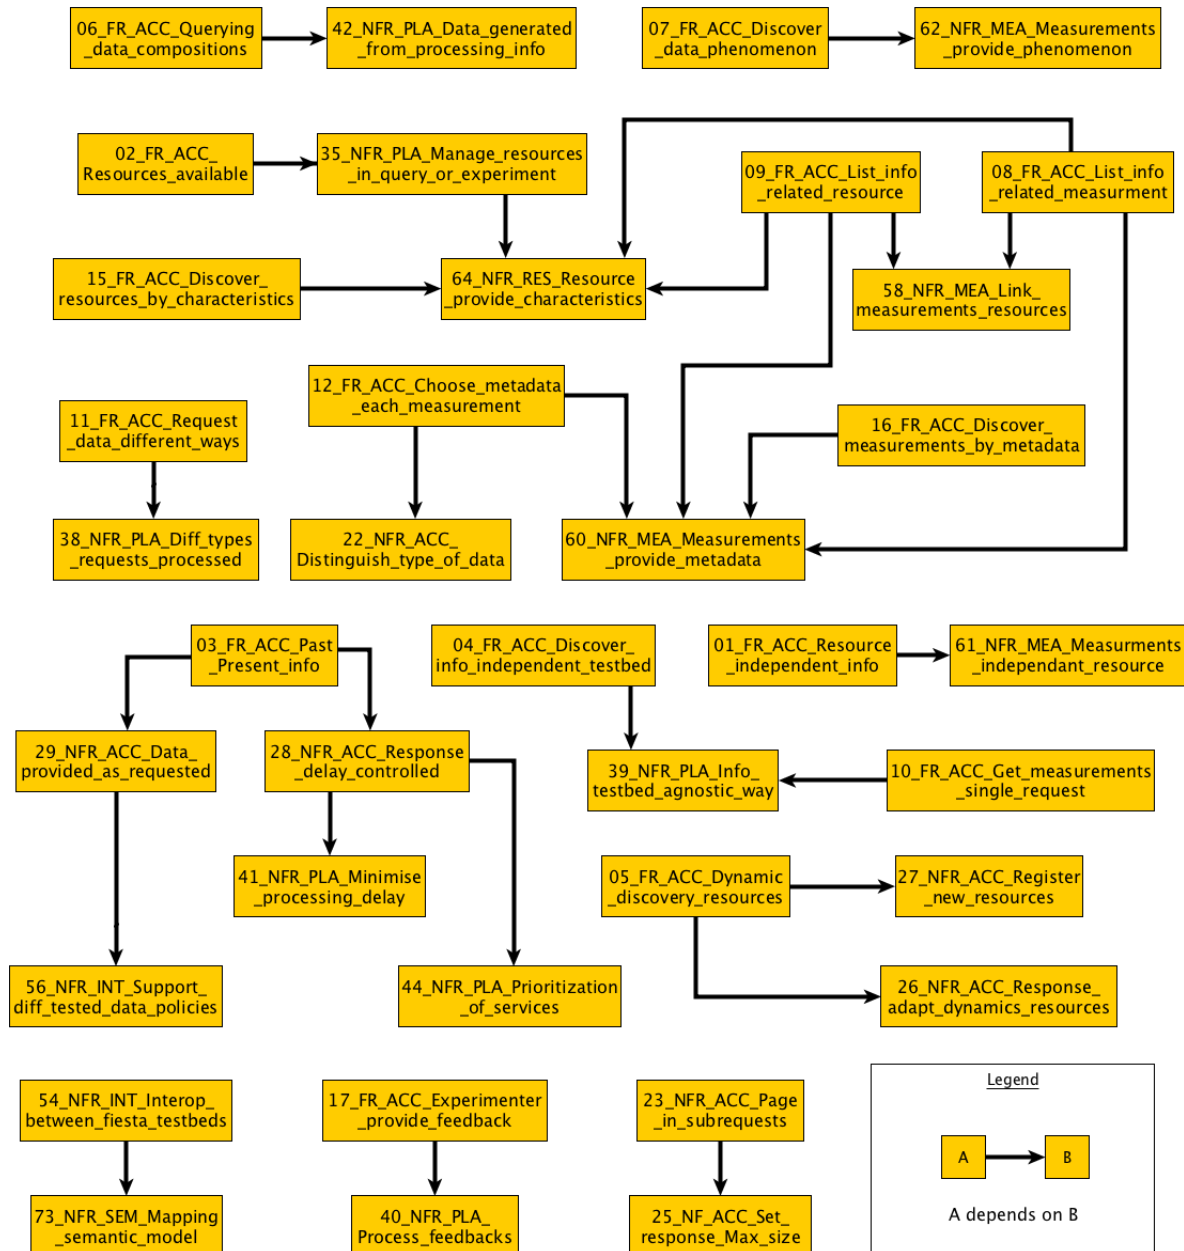 06_FR_ACC_Querying
_data_compositions
42_NFR_PLA_Data_generated
_from_processing_info
07_FR_ACC_Discover
_data_phenomenon
62_NFR_MEA_Measurements
_provide_phenomenon
02_FR_ACC_
Resources_available
35_NFR_PLA_Manage_resources
_in_query_or_experiment
09_FR_ACC_List_info
_related_resource
08_FR_ACC_List_info
_related_measurment
15_FR_ACC_Discover_
resources_by_characteristics
64_NFR_RES_Resource
_provide_characteristics
58_NFR_MEA_Link_
measurements_resources
12_FR_ACC_Choose_metadata
_each_measurement
11_FR_ACC_Request
_data_different_ways
16_FR_ACC_Discover_
measurements_by_metadata
38_NFR_PLA_Diff_types
_requests_processed
22_NFR_ACC_
Distinguish_type_of_data
60_NFR_MEA_Measurements
_provide_metadata
03_FR_ACC_Past
_Present_info
04_FR_ACC_Discover_
info_independent_testbed
01_FR_ACC_Resource
_independent_info
61_NFR_MEA_Measurments
_independant_resource
29_NFR_ACC_Data_
provided_as_requested
28_NFR_ACC_Response
_delay_controlled
39_NFR_PLA_Info_
testbed_agnostic_way
10_FR_ACC_Get_measurements
_single_request
41_NFR_PLA_Minimise
_processing_delay
05_FR_ACC_Dynamic
_discovery_resources
27_NFR_ACC_Register
_new_resources
56_NFR_INT_Support_
diff_tested_data_policies
44_NFR_PLA_Prioritization
_of_services
26_NFR_ACC_Response_
adapt_dynamics_resources
54_NFR_INT_Interop_
between_fiesta_testbeds
17_FR_ACC_Experimenter
_provide_feedback
23_NFR_ACC_Page
_in_subrequests
73_NFR_SEM_Mapping
_semantic_model
40_NFR_PLA_
Process_feedbacks
25_NF_ACC_Set_
response_Max_size
Legend
A
B
A depends on B